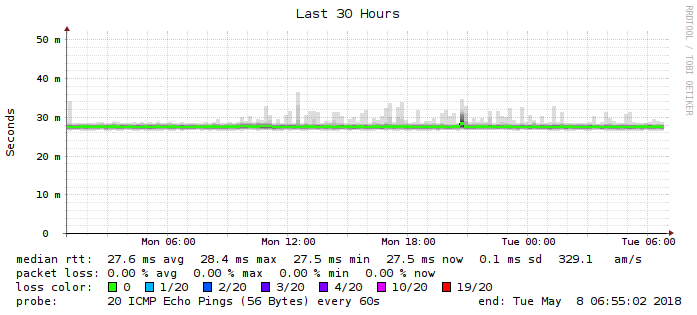 Last 30 Hours
RRDTOOL / TOBI OETIKER
Seconds
50 m
40 m
30 m
20 m
10 m
0
Mon 06:00 Mon 12:00 Mon 18:00 Tue 00:00 Tue 06:00
median rtt: 27.6 ms avg 28.4 ms max 27.5 ms min 27.5 ms now 0.1 ms sd 329.1 am/s
packet loss: 0.00 % avg 0.00 % max 0.00 % min 0.00 % now
loss color: 0 1/20 2/20 3/20 4/20 10/20 19/20
probe: 20 ICMP Echo Pings (56 Bytes) every 60s end: Tue May 8 06:55:02 2018